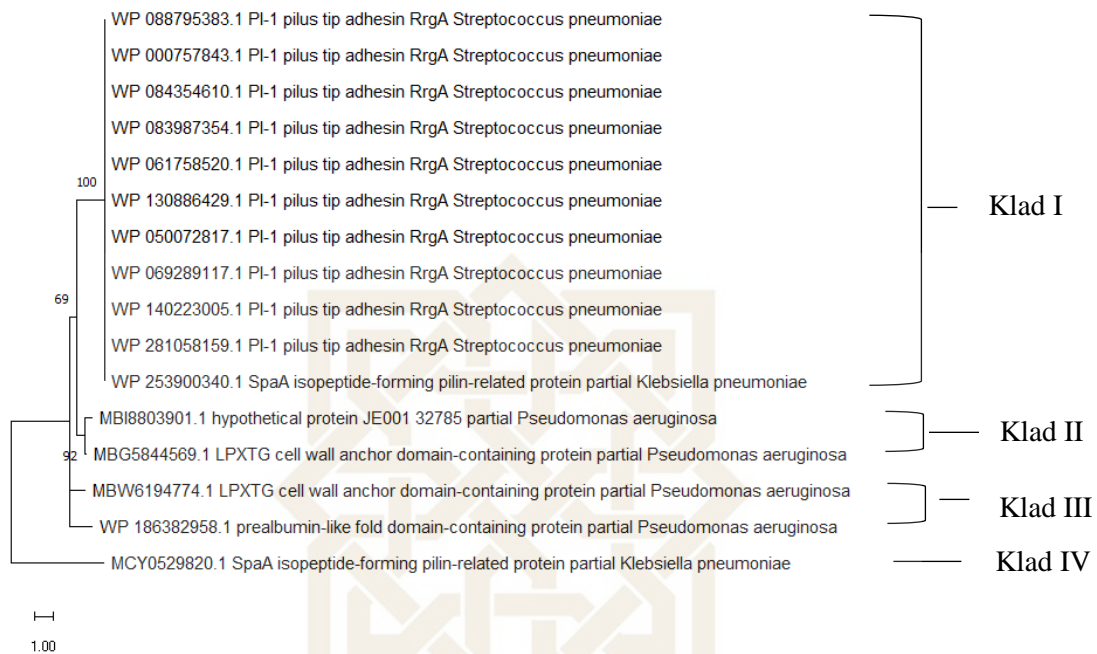 WP 088795383.1 PI-1 pilus tip adhesin RrgA Streptococcus pneumoniae
WP 000757843.1 PI-1 pilus tip adhesin RrgA Streptococcus pneumoniae
WP 084354610.1 PI-1 pilus tip adhesin RrgA Streptococcus pneumoniae
WP 083987354.1 PI-1 pilus tip adhesin RrgA Streptococcus pneumoniae
WP 061758520.1 PI-1 pilus tip adhesin RrgA Streptococcus pneumoniae
100
WP 130886429.1 PI-1 pilus tip adhesin RrgA Streptococcus pneumoniae
Klad I
WP 050072817.1 PI-1 pilus tip adhesin RrgA Streptococcus pneumoniae
WP 069289117.1 PI-1 pilus tip adhesin RrgA Streptococcus pneumoniae
69
WP 140223005.1 PI-1 pilus tip adhesin RrgA Streptococcus pneumoniae
WP 281058159.1 PI-1 pilus tip adhesin RrgA Streptococcus pneumoniae
WP 253900340.1 SpaA isopeptide-forming pilin-related protein partial Klebsiella pneumoniae
MBI8803901.1 hypothetical protein JE001 32785 partial Pseudomonas aeruginosa
Klad II
92
MBG5844569.1 LPXTG cell wall anchor domain-containing protein partial Pseudomonas aeruginosa
MBW6194774.1 LPXTG cell wall anchor domain-containing protein partial Pseudomonas aeruginosa
Klad III
WP 186382958.1 prealbumin-like fold domain-containing protein partial Pseudomonas aeruginosa
MCY0529820.1 SpaA isopeptide-forming pilin-related protein partial Klebsiella pneumoniae
Klad IV
1.00